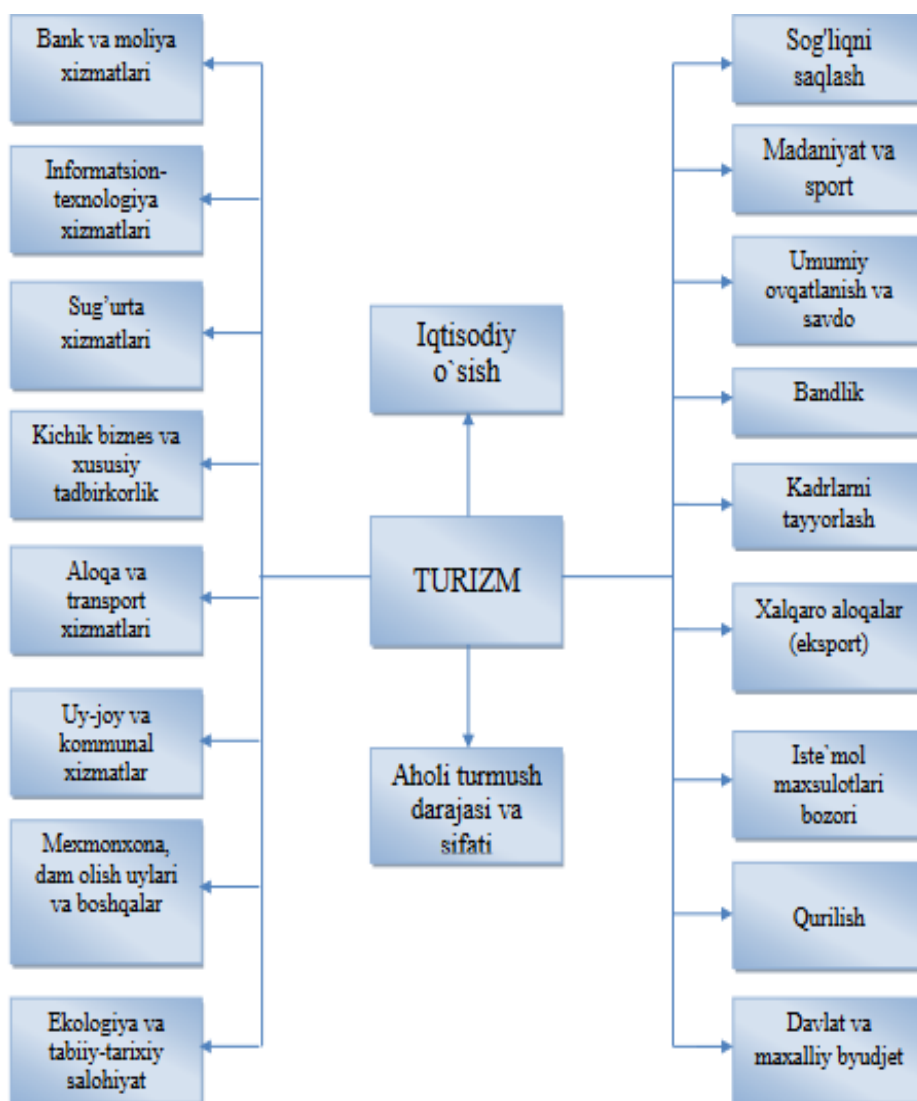 Bank va moliya
xizmatlari
Informatsion-
texnologiya
xizmatlari
Sug’urta
xizmatlari
Kichik biznes va
xususiy
tadbirkorlik
Aloqa va
transport
xizmatlari
Uy-joy va
kommunal
xizmatlar
Mexmonxona,
dam olish uylari
va boshqalar
Ekologiya va
tabiiy-tarixiy
salohiyat
Iqtisodiy
o`sish
TURIZM
Aholi turmush
darajasi va
sifati
Sog'liqni
saqlash
Madaniyat va
sport
Umumiy
ovqatlanish va
savdo
Bandlik
Kadrlarni
tayyorlash
Xalqaro aloqalar
(eksport)
Iste`mol
maxsulotlari
bozori
Qurilish
Davlat va
maxalliy byudjet